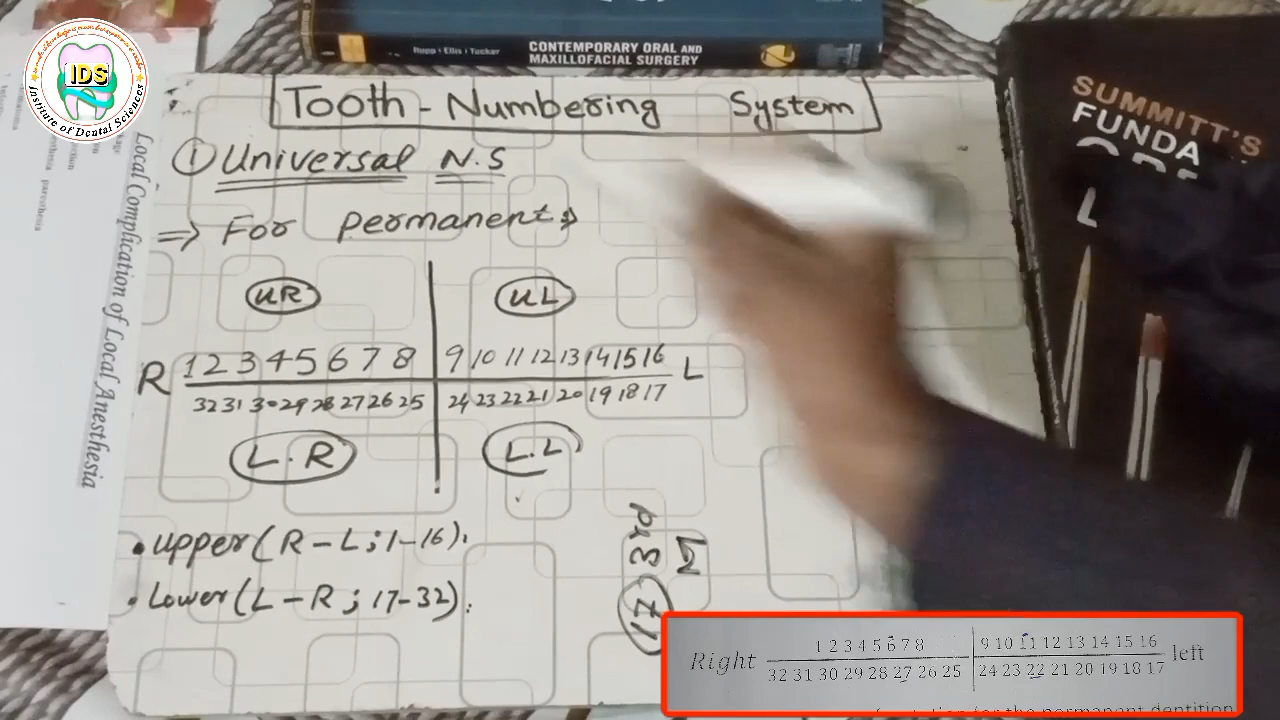 IDS
Institute of Dental Sciences
Rupp | Ellis | Tucker
CONTEMPORARY ORAL AND
MAXILLOFACIAL SURGERY
SUMMITT'S
FUNDA
Local Complication of Local Anesthesia
Tooth - Numbering System
① Universal N.S
⇒ For permanent
UR UL
R 1 2 3 4 5 6 7 8 9 10 11 12 13 14 15 16 L
32 31 30 29 28 27 26 25 24 23 22 21 20 19 18 17
L.R L.L
• Upper (R - L ; 1-16).
• Lower (L - R ; 17-32).
Right 1 2 3 4 5 6 7 8 9 10 11 12 13 14 15 16 left
32 31 30 29 28 27 26 25 24 23 22 21 20 19 18 17
for the permanent dentition